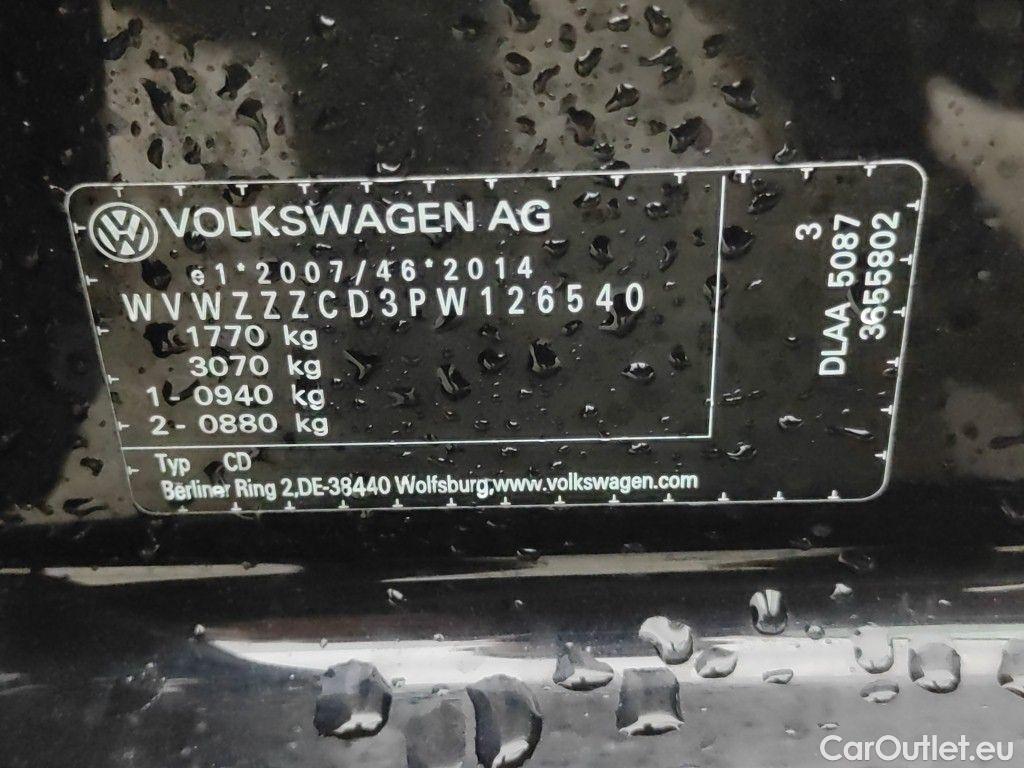 VOLKSWAGEN AG
e1*2007/46*2014
WVWZZZCD3PW126540
1770 kg
3070 kg
1- 0940 kg
2- 0880 kg
Typ CD
Berliner Ring 2,DE-38440 Wolfsburg,www.volkswagen.com
3
DLAA 5087
3655802
CarOutlet.eu